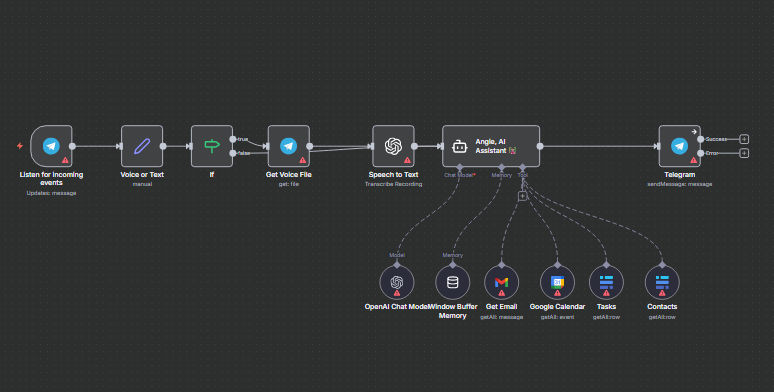 true
false
Success
Error
Angie, AI
Assistant
Listen for incoming
events
Updates: message
Voice or Text
manual
If
Get Voice File
get: file
Speech to Text
Transcribe Recording
Chat Model*
Memory
Tool
Telegram
sendMessage: message
Model
Memory
OpenAI Chat Model
Window Buffer
Memory
Get Email
getAll: message
Google Calendar
getAll: event
Tasks
getAll:row
Contacts
getAll:row